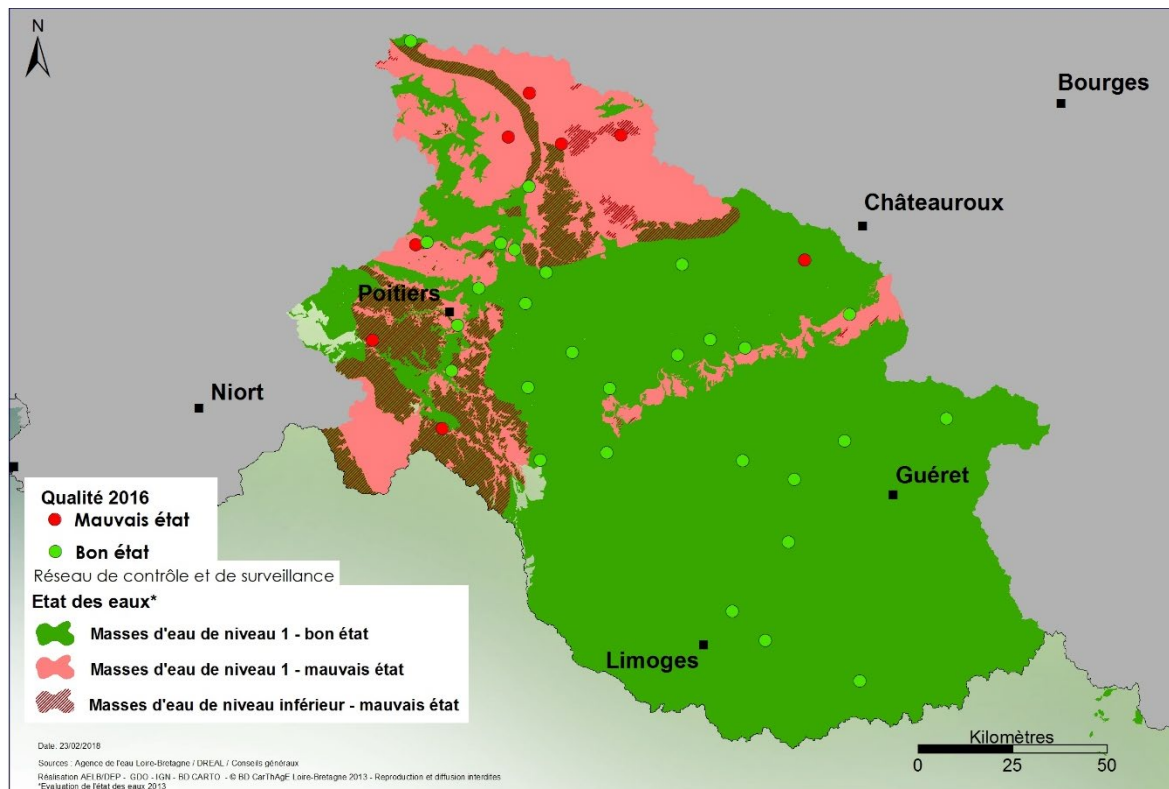 N
Bourges
Châteauroux
Poitiers
Niort
Guéret
Limoges
Qualité 2016
Mauvais état
Bon état
Réseau de contrôle et de surveillance
Etat des eaux*
Masses d'eau de niveau 1 - bon état
Masses d'eau de niveau 1 - mauvais état
Masses d'eau de niveau inférieur - mauvais état
Kilomètres
0 25 50
Date: 23/02/2018
Sources : Agence de l'eau Loire-Bretagne / DREAL / Conseils généraux
Réalisation AELB/DEP - GDO - IGN - BD CARTO - © BD CarThAgE Loire-Bretagne 2013 - Reproduction et diffusion interdites
*Evaluation de l'état des eaux 2013